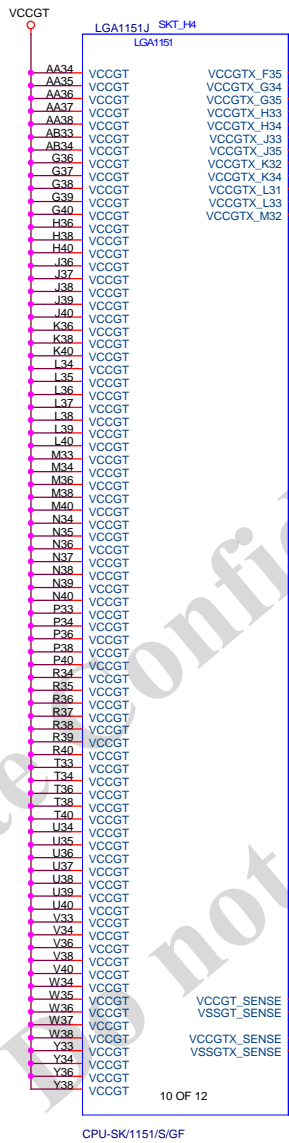 VCCGT
LGA1151J SKT_H4
LGA1151
AA34 VCCGT VCCGTX_F35
AA35 VCCGT VCCGTX_G34
AA36 VCCGT VCCGTX_G35
AA37 VCCGT VCCGTX_H33
AA38 VCCGT VCCGTX_H34
AB33 VCCGT VCCGTX_J33
AB34 VCCGT VCCGTX_J35
G36 VCCGT VCCGTX_K32
G37 VCCGT VCCGTX_K34
G38 VCCGT VCCGTX_L31
G39 VCCGT VCCGTX_L33
G40 VCCGT VCCGTX_M32
H36 VCCGT
H38 VCCGT
H40 VCCGT
J36 VCCGT
J37 VCCGT
J38 VCCGT
J39 VCCGT
J40 VCCGT
K36 VCCGT
K38 VCCGT
K40 VCCGT
L34 VCCGT
L35 VCCGT
L36 VCCGT
L37 VCCGT
L38 VCCGT
L39 VCCGT
L40 VCCGT
M33 VCCGT
M34 VCCGT
M36 VCCGT
M38 VCCGT
M40 VCCGT
N34 VCCGT
N35 VCCGT
N36 VCCGT
N37 VCCGT
N38 VCCGT
N39 VCCGT
N40 VCCGT
P33 VCCGT
P34 VCCGT
P36 VCCGT
P38 VCCGT
P40 VCCGT
R34 VCCGT
R35 VCCGT
R36 VCCGT
R37 VCCGT
R38 VCCGT
R39 VCCGT
R40 VCCGT
T33 VCCGT
T34 VCCGT
T36 VCCGT
T38 VCCGT
T40 VCCGT
U34 VCCGT
U35 VCCGT
U36 VCCGT
U37 VCCGT
U38 VCCGT
U39 VCCGT
U40 VCCGT
V33 VCCGT
V34 VCCGT
V36 VCCGT
V38 VCCGT
V40 VCCGT
W34 VCCGT
W35 VCCGT VCCGT_SENSE
W36 VCCGT VSSGT_SENSE
W37 VCCGT
W38 VCCGT VCCGTX_SENSE
Y33 VCCGT VSSGTX_SENSE
Y34 VCCGT
Y36 VCCGT
Y38 VCCGT
10 OF 12
CPU-SK/1151/S/GF
Do not